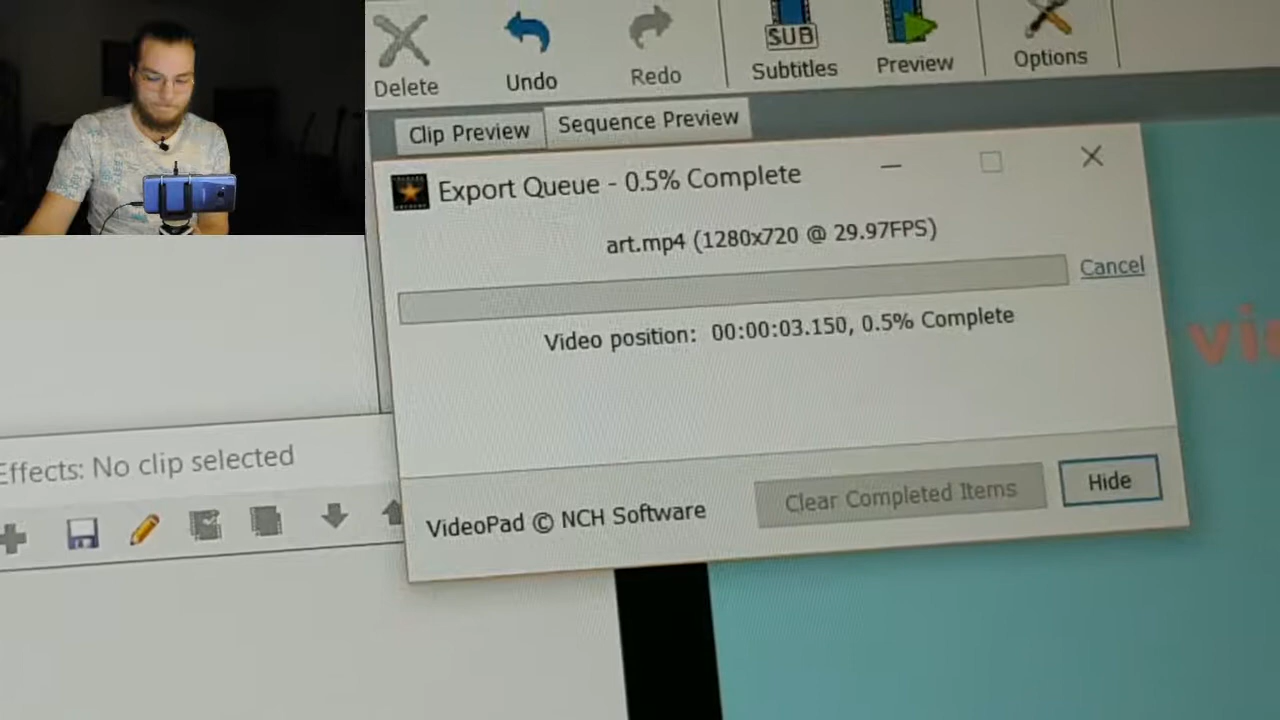 Delete
Undo
Redo
SUB
Subtitles
Preview
Options
Clip Preview
Sequence Preview
Export Queue - 0.5% Complete
art.mp4 (1280x720 @ 29.97FPS)
Cancel
Video position: 00:00:03.150, 0.5% Complete
Effects: No clip selected
VideoPad © NCH Software
Clear Completed Items
Hide